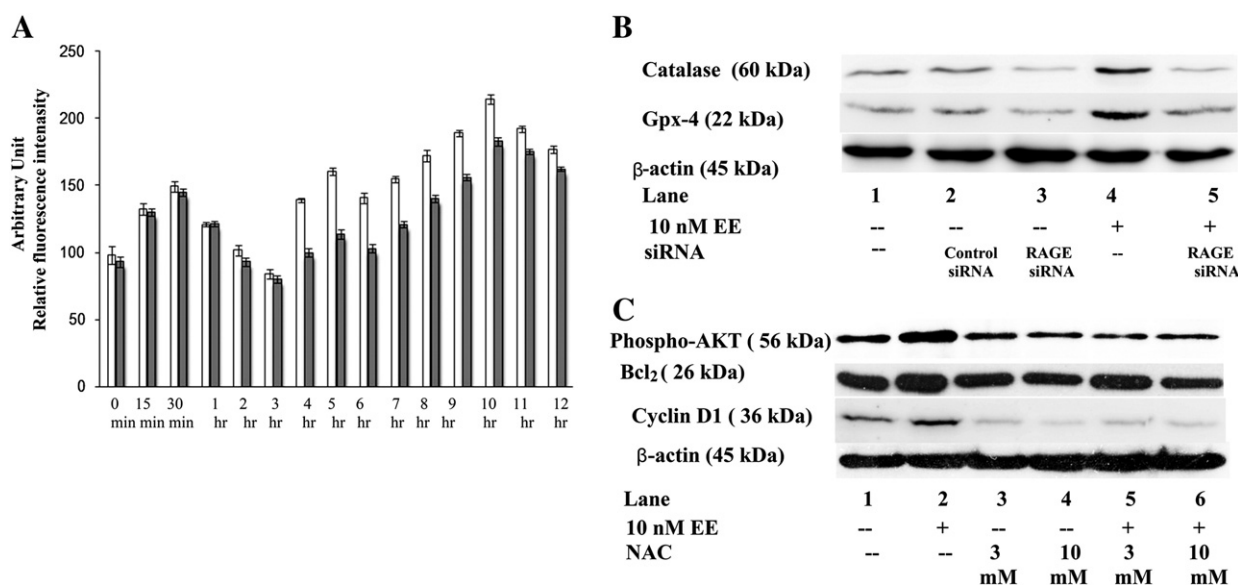 A
Arbitrary Unit
Relative fluorescence intenasity
250
200
150
100
50
0
0 15 30 1 2 3 4 5 6 7 8 9 10 11 12
min min min hr hr hr hr hr hr hr hr hr hr hr hr
B
Catalase (60 kDa)
Gpx-4 (22 kDa)
β-actin (45 kDa)
Lane 1 2 3 4 5
10 nM EE -- -- -- + +
siRNA -- Control RAGE -- RAGE
siRNA siRNA siRNA
C
Phospho-AKT ( 56 kDa)
Bcl2 ( 26 kDa)
Cyclin D1 ( 36 kDa)
β-actin (45 kDa)
Lane 1 2 3 4 5 6
10 nM EE -- + -- -- + +
NAC -- -- 3 10 3 10
mM mM mM mM